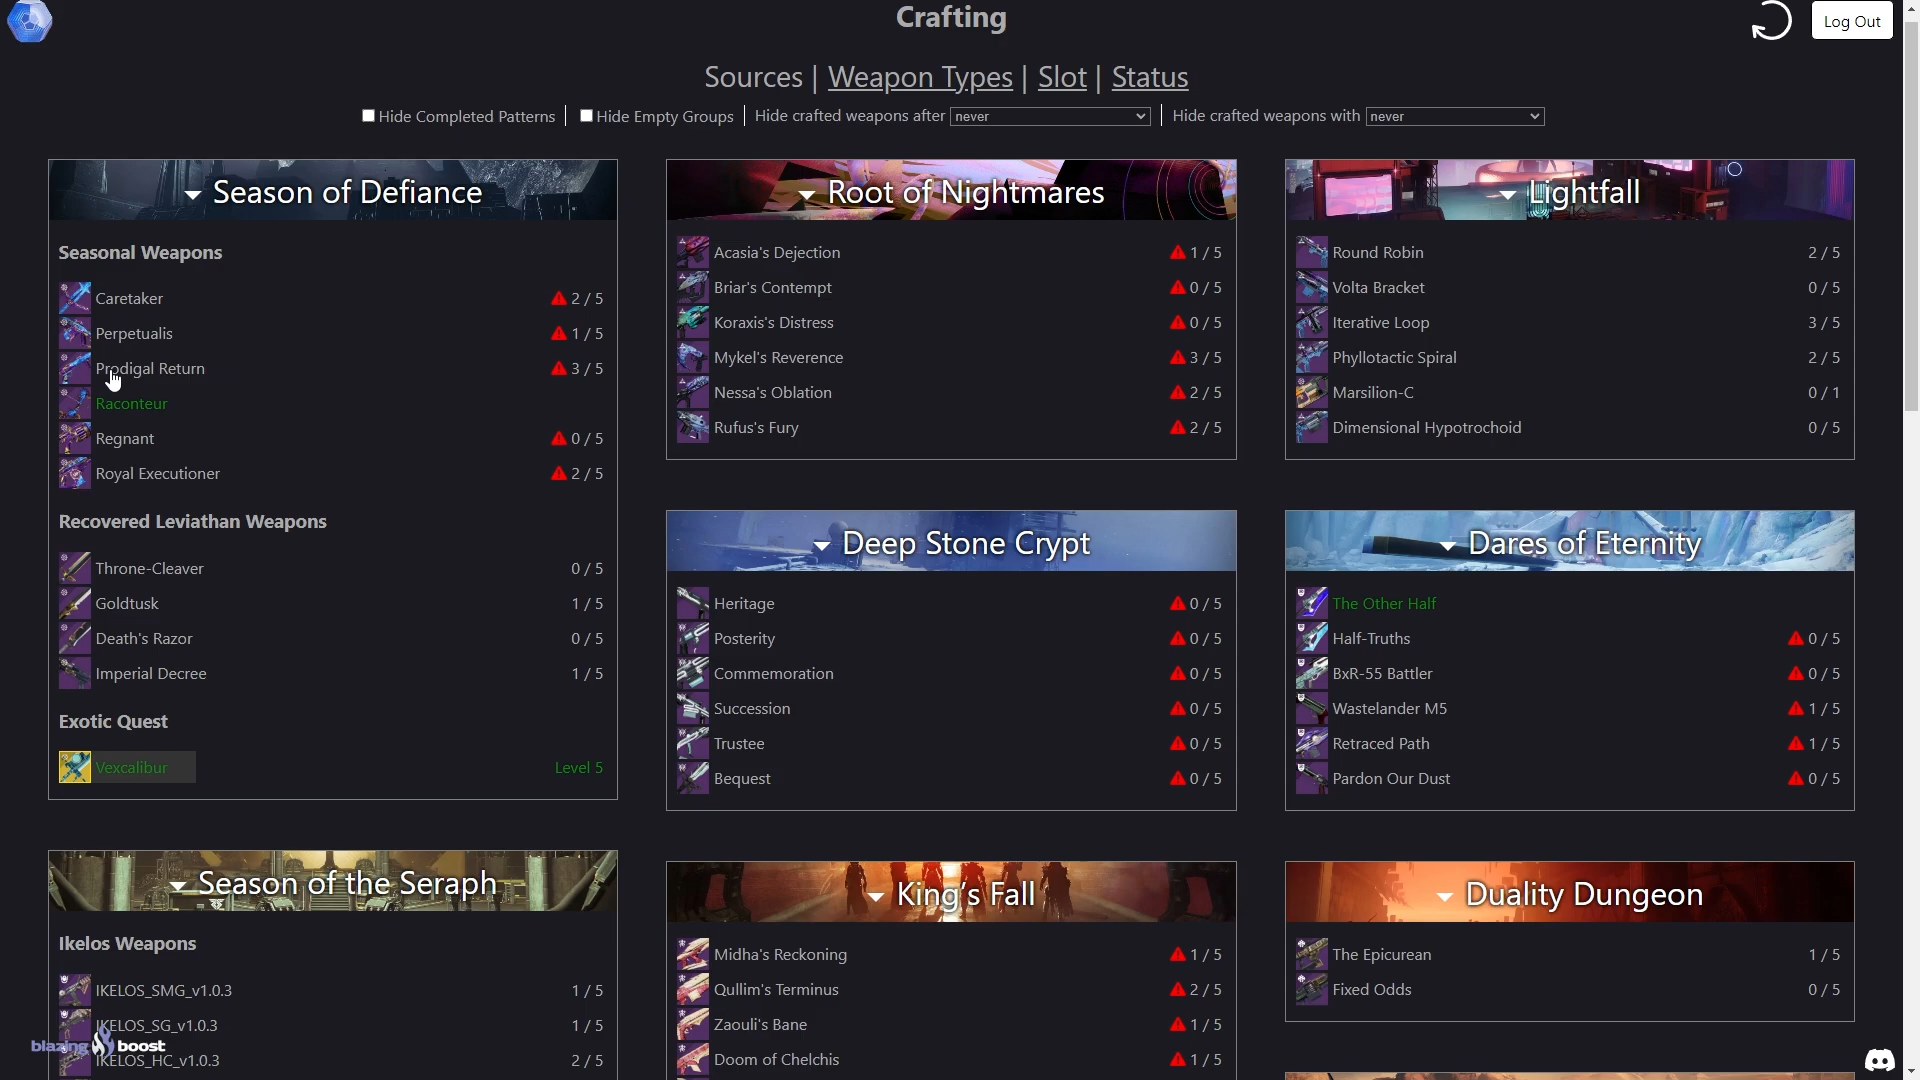 Crafting
Log Out
Sources | Weapon Types | Slot | Status
Hide Completed Patterns | Hide Empty Groups | Hide crafted weapons after never | Hide crafted weapons with never
Season of Defiance
Seasonal Weapons
Caretaker 2 / 5
Perpetualis 1 / 5
Prodigal Return 3 / 5
Raconteur
Regnant 0 / 5
Royal Executioner 2 / 5
Recovered Leviathan Weapons
Throne-Cleaver 0 / 5
Goldtusk 1 / 5
Death's Razor 0 / 5
Imperial Decree 1 / 5
Exotic Quest
Vexcalibur Level 5
Season of the Seraph
Ikelos Weapons
IKELOS_SMG_v1.0.3 1 / 5
IKELOS_SG_v1.0.3 1 / 5
IKELOS_HC_v1.0.3 2 / 5
blazing boost
Root of Nightmares
Acasia's Dejection 1 / 5
Briar's Contempt 0 / 5
Koraxis's Distress 0 / 5
Mykel's Reverence 3 / 5
Nessa's Oblation 2 / 5
Rufus's Fury 2 / 5
Deep Stone Crypt
Heritage 0 / 5
Posterity 0 / 5
Commemoration 0 / 5
Succession 0 / 5
Trustee 0 / 5
Bequest 0 / 5
King's Fall
Midha's Reckoning 1 / 5
Qullim's Terminus 2 / 5
Zaouli's Bane 1 / 5
Doom of Chelchis 1 / 5
Lightfall
Round Robin 2 / 5
Volta Bracket 0 / 5
Iterative Loop 3 / 5
Phyllotactic Spiral 2 / 5
Marsilion-C 0 / 1
Dimensional Hypotrochoid 0 / 5
Dares of Eternity
The Other Half
Half-Truths 0 / 5
BxR-55 Battler 0 / 5
Wastelander M5 1 / 5
Retraced Path 1 / 5
Pardon Our Dust 0 / 5
Duality Dungeon
The Epicurean 1 / 5
Fixed Odds 0 / 5